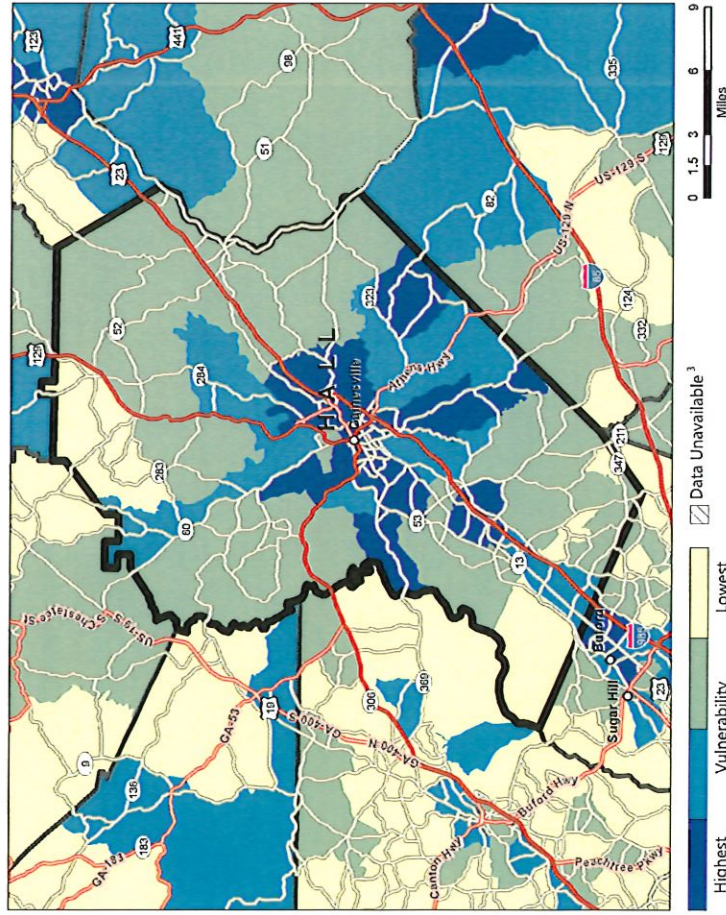 123
441
98
23
51
335
129
52
284
82
323
US-129 N
US-129 S
129
85
283
60
HALL
Gainesville
Athens Hwy
124
332
53
211
347
13
US-19 S
S Chestatee St
9
GA-53
136
19
GA-400 S
306
369
GA-400 N
Buford
Sugar Hill
985
23
183
Canton Hwy
Buford Hwy
Peachtree Pkwy
0 1.5 3 6 9
Miles
Highest Vulnerability Lowest
Data Unavailable 3